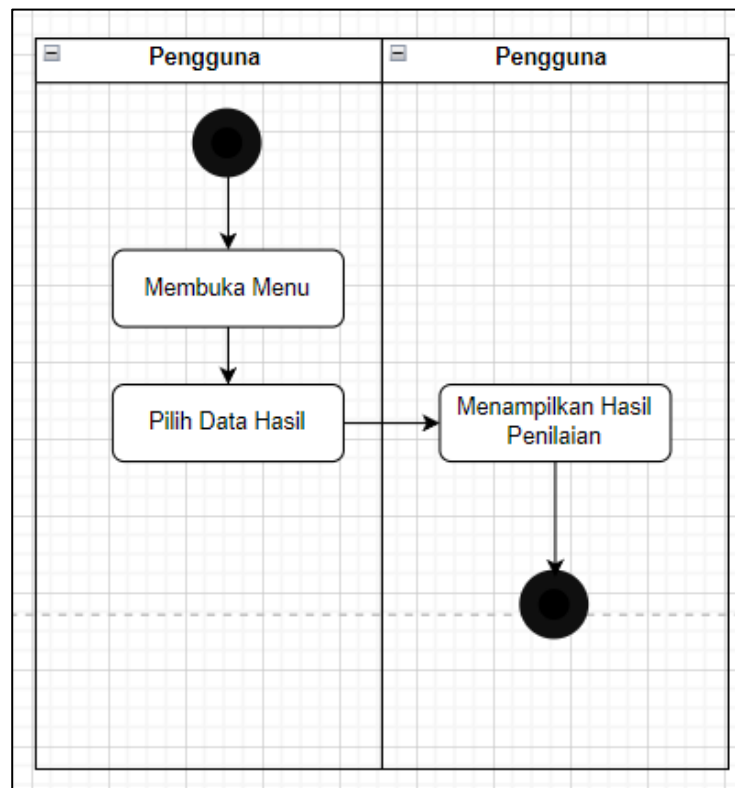 Pengguna
Pengguna
Membuka Menu
Pilih Data Hasil
Menampilkan Hasil
Penilaian